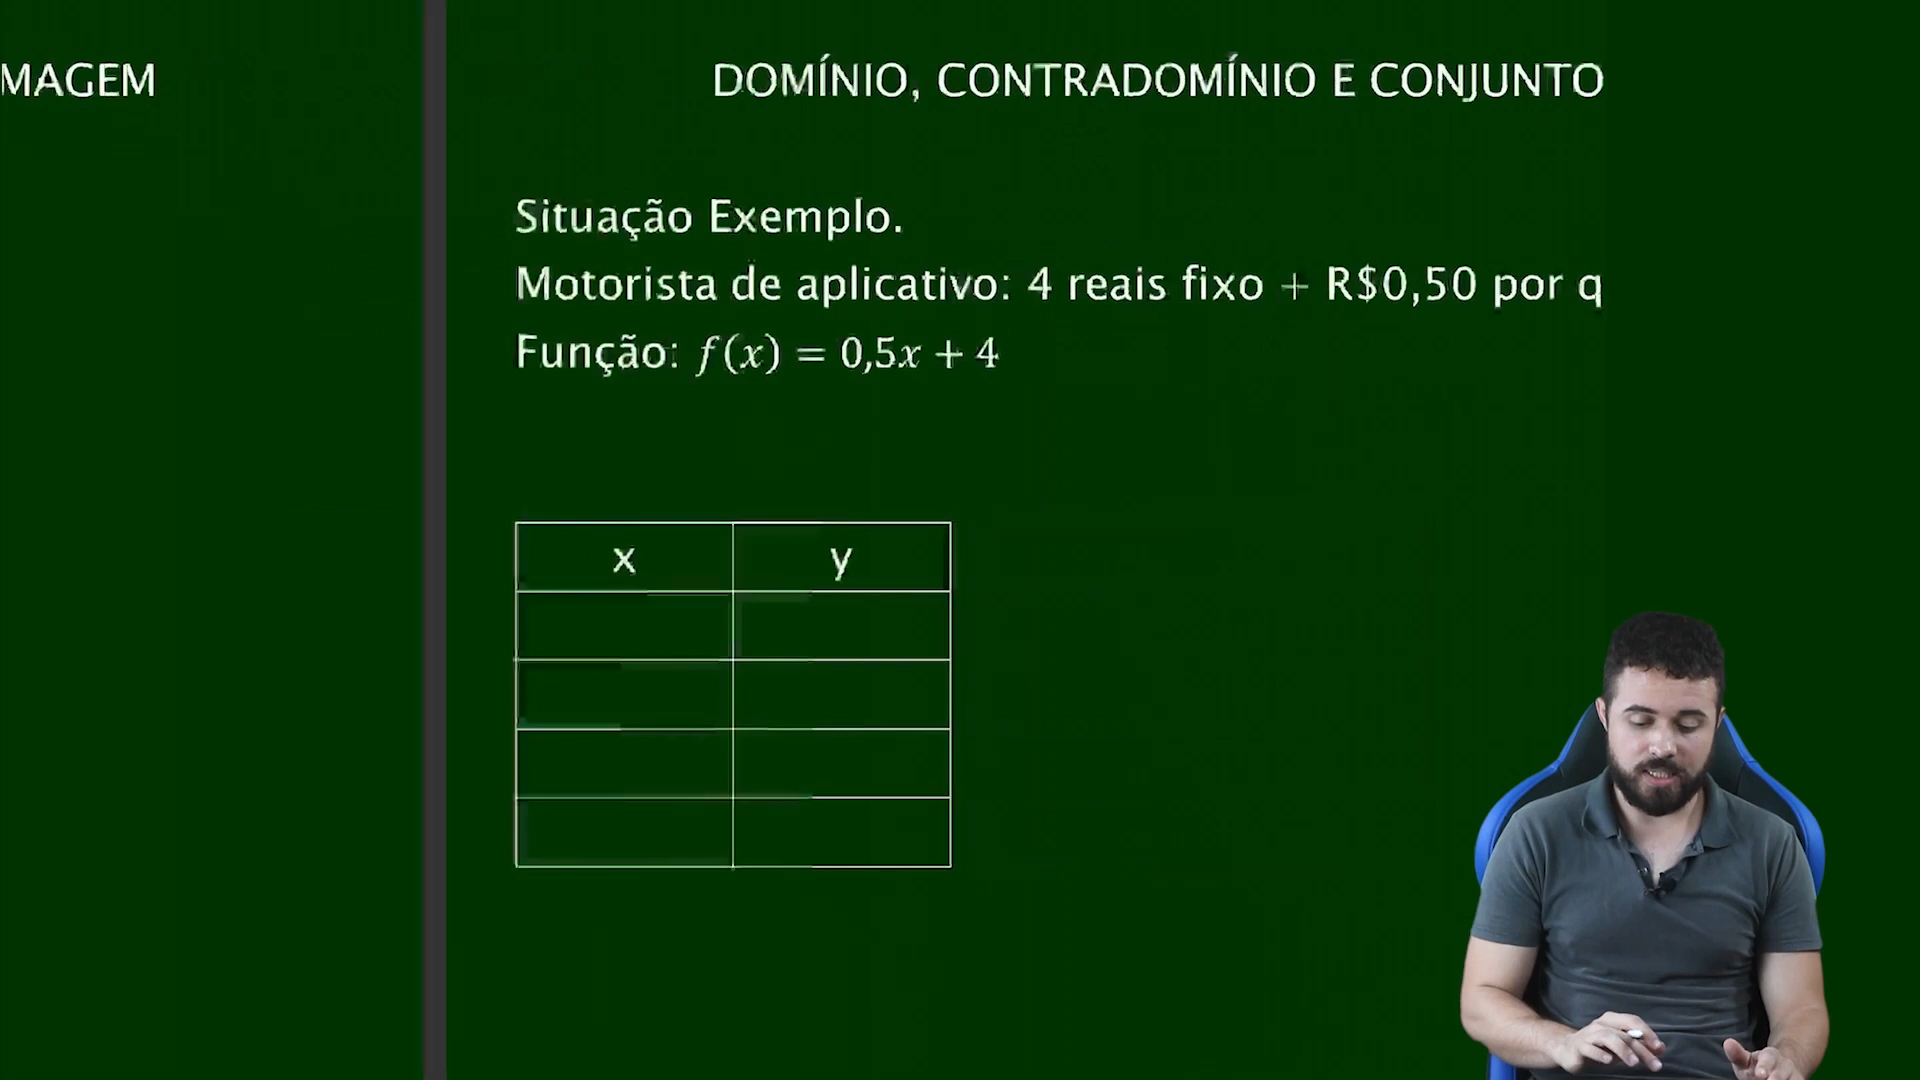 MAGEM
DOMÍNIO, CONTRADOMÍNIO E CONJUNTO
Situação Exemplo.
Motorista de aplicativo: 4 reais fixo + R$0,50 por q
Função: f(x) = 0,5x + 4
x y